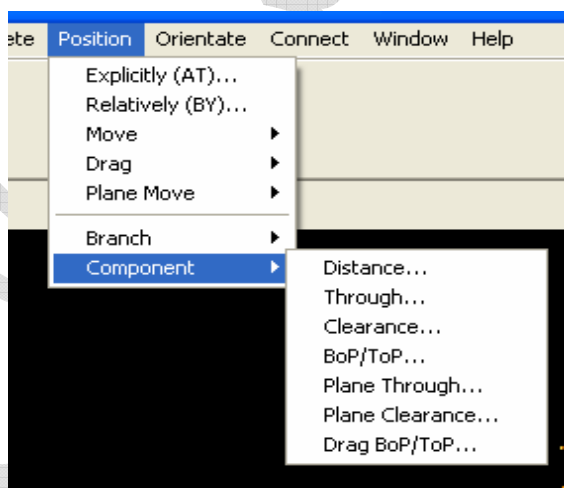 ete Position Orientate Connect Window Help
Explicitly (AT)...
Relatively (BY)...
Move
Drag
Plane Move
Branch
Component
Distance...
Through...
Clearance...
BoP/ToP...
Plane Through...
Plane Clearance...
Drag BoP/ToP...